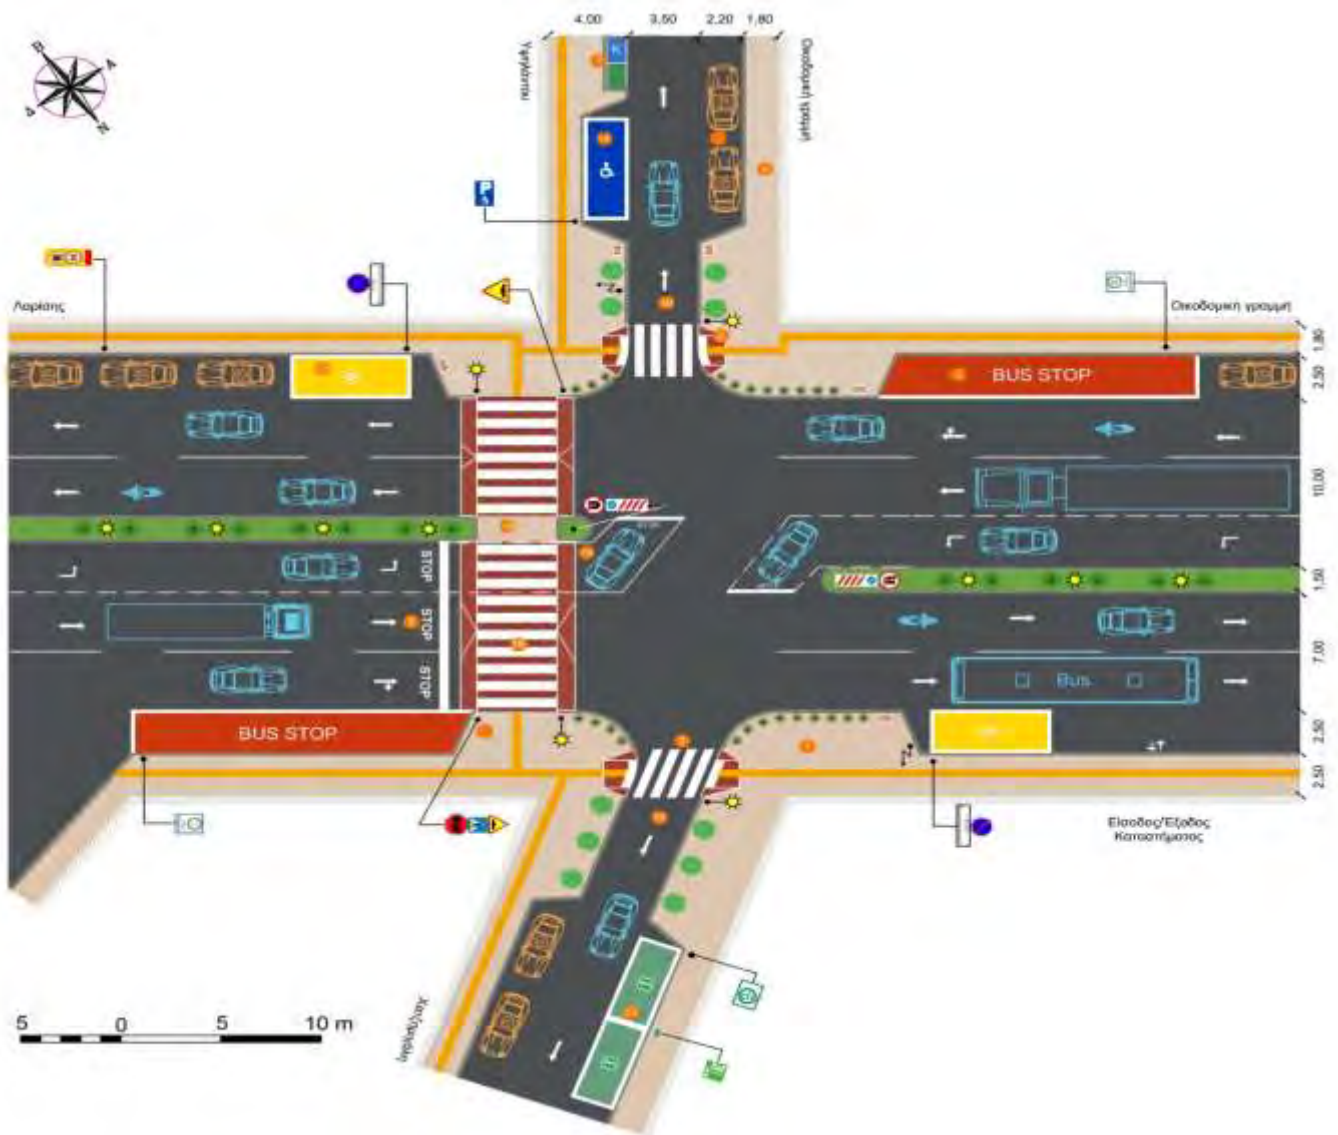 4.00 3.50 2.20 1.80
Υψηλάντου
Οικοδομική γραμμή
Β
Α
Δ
Ν
P
Λαρίσης
Οικοδομική γραμμή
1.80
2.50
BUS STOP
10.00
STOP
STOP
STOP
1.50
7.00
Bus
BUS STOP
2.50
2.50
Είσοδος/Έξοδος
Καταστήματος
Χατζημιχάλη
5 0 5 10 m